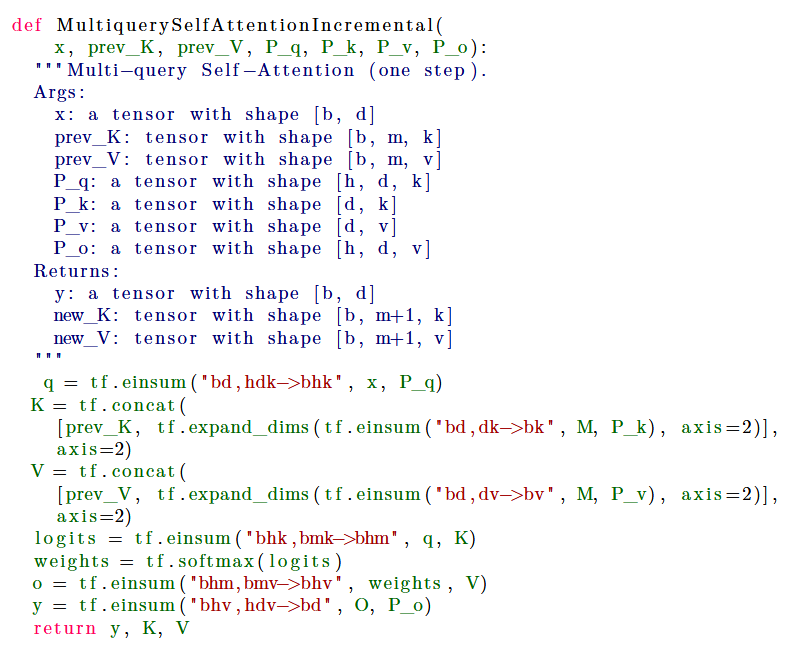 def MultiquerySelfAttentionIncremental(
x, prev_K, prev_V, P_q, P_k, P_v, P_o):
"""Multi-query Self-Attention (one step).
Args:
x: a tensor with shape [b, d]
prev_K: tensor with shape [b, m, k]
prev_V: tensor with shape [b, m, v]
P_q: a tensor with shape [h, d, k]
P_k: a tensor with shape [d, k]
P_v: a tensor with shape [d, v]
P_o: a tensor with shape [h, d, v]
Returns:
y: a tensor with shape [b, d]
new_K: tensor with shape [b, m+1, k]
new_V: tensor with shape [b, m+1, v]
"""
q = tf.einsum("bd,hdk->bhk", x, P_q)
K = tf.concat(
[prev_K, tf.expand_dims(tf.einsum("bd,dk->bk", M, P_k), axis=2)],
axis=2)
V = tf.concat(
[prev_V, tf.expand_dims(tf.einsum("bd,dv->bv", M, P_v), axis=2)],
axis=2)
logits = tf.einsum("bhk,bmk->bhm", q, K)
weights = tf.softmax(logits)
o = tf.einsum("bhm,bmv->bhv", weights, V)
y = tf.einsum("bhv,hdv->bd", O, P_o)
return y, K, V